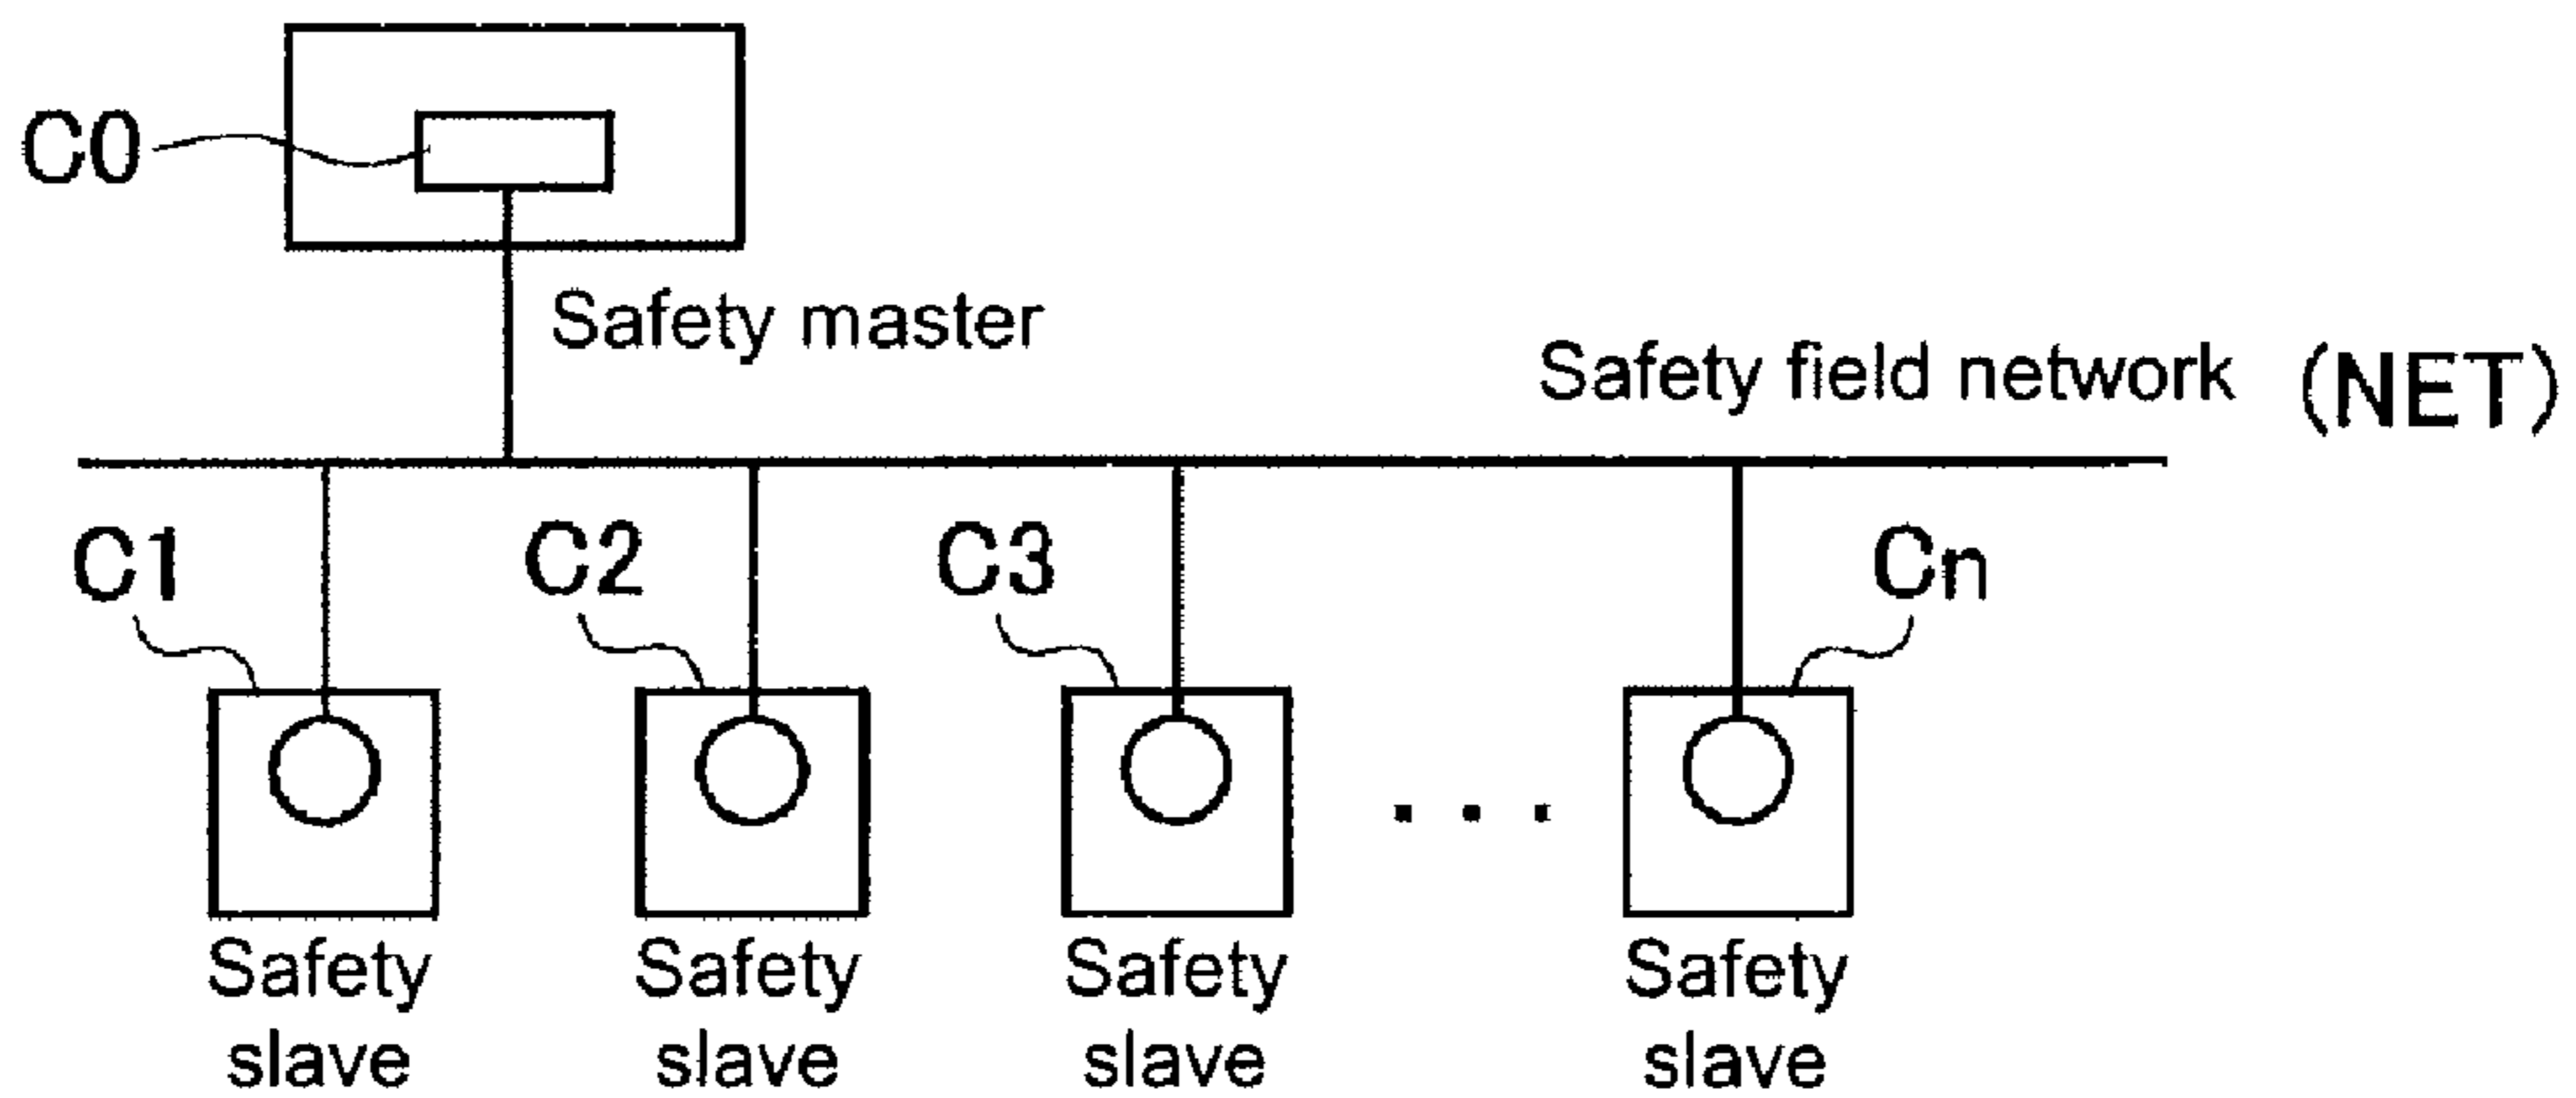 C0
Safety master
Safety field network (NET)
C1 C2 C3 Cn
. . .
Safety Safety Safety Safety
slave slave slave slave